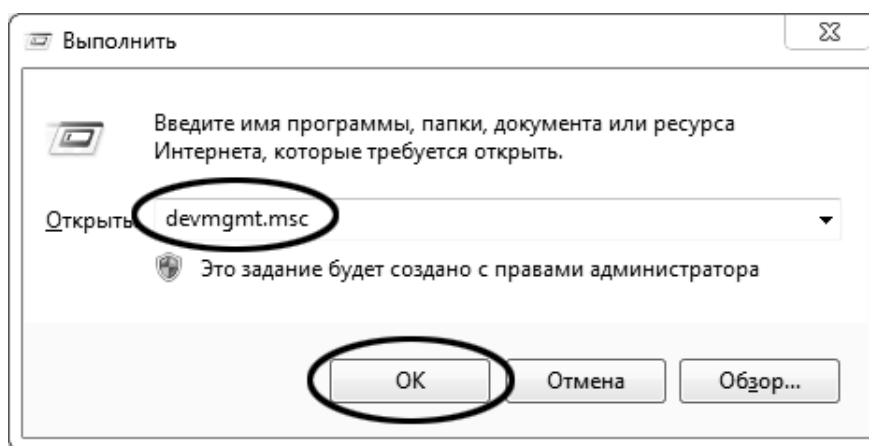 Выполнить
Введите имя программы, папки, документа или ресурса
Интернета, которые требуется открыть.
Открыть devmgmt.msc
Это задание будет создано с правами администратора
ОК Отмена Обзор...